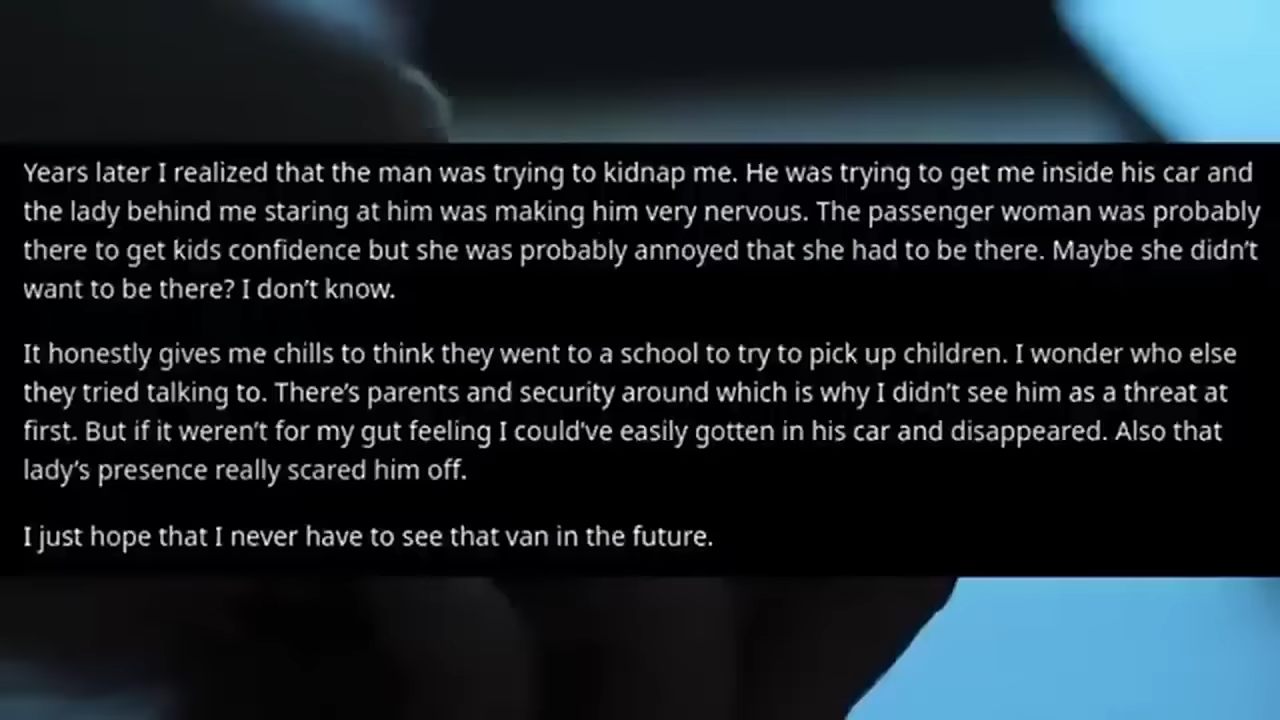 Years later I realized that the man was trying to kidnap me. He was trying to get me inside his car and
the lady behind me staring at him was making him very nervous. The passenger woman was probably
there to get kids confidence but she was probably annoyed that she had to be there. Maybe she didn’t
want to be there? I don’t know.
It honestly gives me chills to think they went to a school to try to pick up children. I wonder who else
they tried talking to. There’s parents and security around which is why I didn’t see him as a threat at
first. But if it weren’t for my gut feeling I could've easily gotten in his car and disappeared. Also that
lady’s presence really scared him off.
I just hope that I never have to see that van in the future.